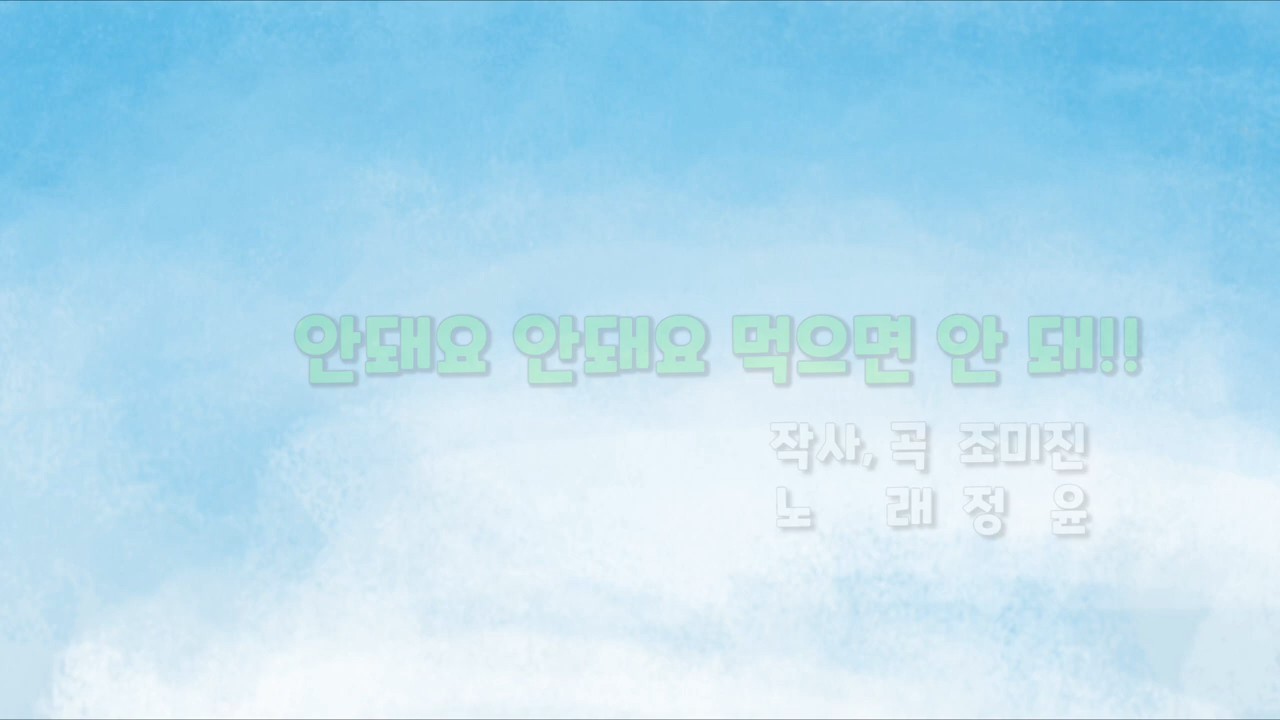 안돼요 안돼요 먹으면 안 돼!!
작사, 곡 조미진
노 래 정 윤